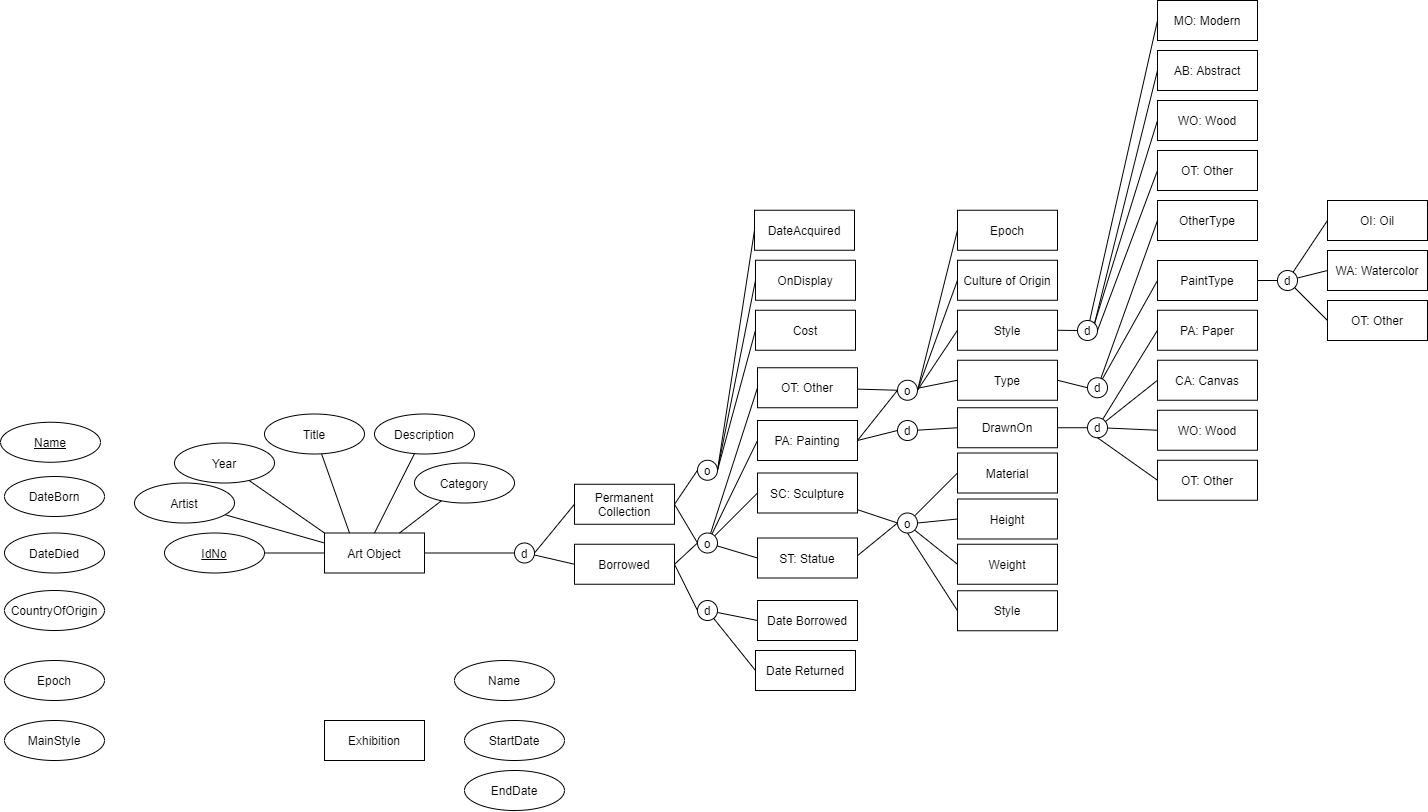 MO: Modern
AB: Abstract
WO: Wood
OT: Other
OtherType
OI: Oil
DateAcquired
Epoch
OnDisplay
Culture of Origin
PaintType
d
WA: Watercolor
Cost
Style
d
PA: Paper
OT: Other
OT: Other
o
Type
d
CA: Canvas
Name
Year
Title
Description
PA: Painting
d
DrawnOn
d
WO: Wood
DateBorn
Artist
Category
Permanent
Collection
o
SC: Sculpture
Material
OT: Other
DateDied
IdNo
Art Object
d
Borrowed
o
ST: Statue
o
Height
Weight
CountryOfOrigin
d
Date Borrowed
Style
Epoch
Name
Date Returned
MainStyle
Exhibition
StartDate
EndDate